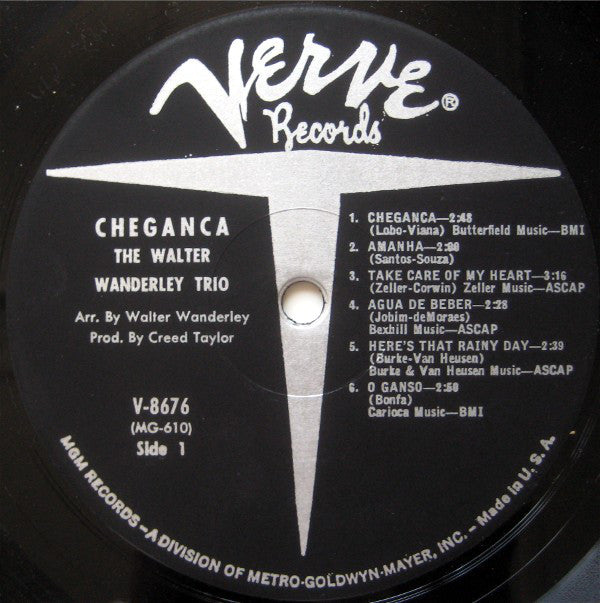 Verve ®
Records
CHEGANCA
THE WALTER
WANDERLEY TRIO
Arr. By Walter Wanderley
Prod. By Creed Taylor
V-8676
(MG-610)
Side 1
1. CHEGANCA—2:48
(Lobo-Viana) Butterfield Music—BMI
2. AMANHA—2:00
(Santos-Souza)
3. TAKE CARE OF MY HEART—3:16
(Zeller-Corwin) Zeller Music—ASCAP
4. AGUA DE BEBER—2:28
(Jobim-deMoraes)
Bexhill Music—ASCAP
5. HERE'S THAT RAINY DAY—2:39
(Burke-Van Heusen)
Burke & Van Heusen Music—ASCAP
6. O GANSO—2:58
(Bonfa)
Carioca Music—BMI
MGM RECORDS – A DIVISION OF METRO-GOLDWYN-MAYER, INC. – Made in U. S. A.